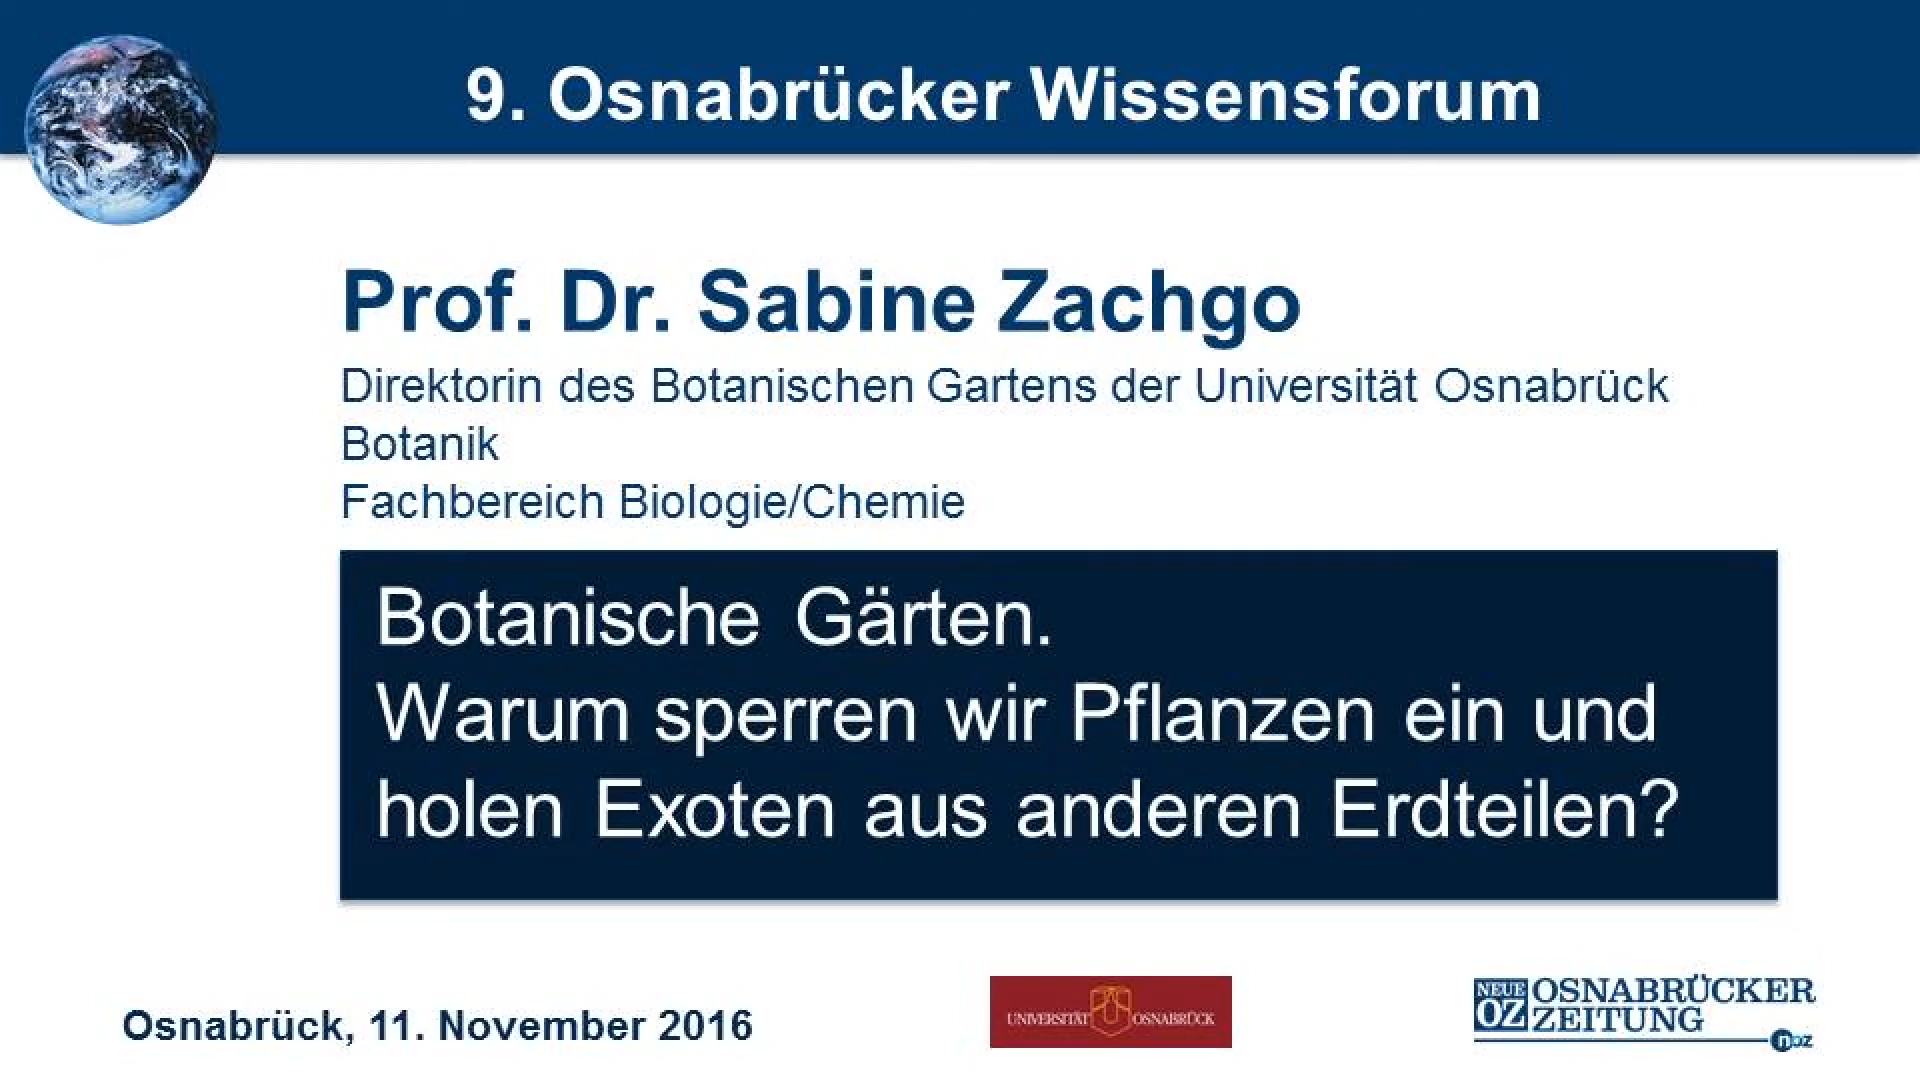 9. Osnabrücker Wissensforum
Prof. Dr. Sabine Zachgo
Direktorin des Botanischen Gartens der Universität Osnabrück
Botanik
Fachbereich Biologie/Chemie
Botanische Gärten.
Warum sperren wir Pflanzen ein und
holen Exoten aus anderen Erdteilen?
Osnabrück, 11. November 2016
UNIVERSITÄT OSNABRÜCK
NEUE OZ OSNABRÜCKER
ZEITUNG
noz